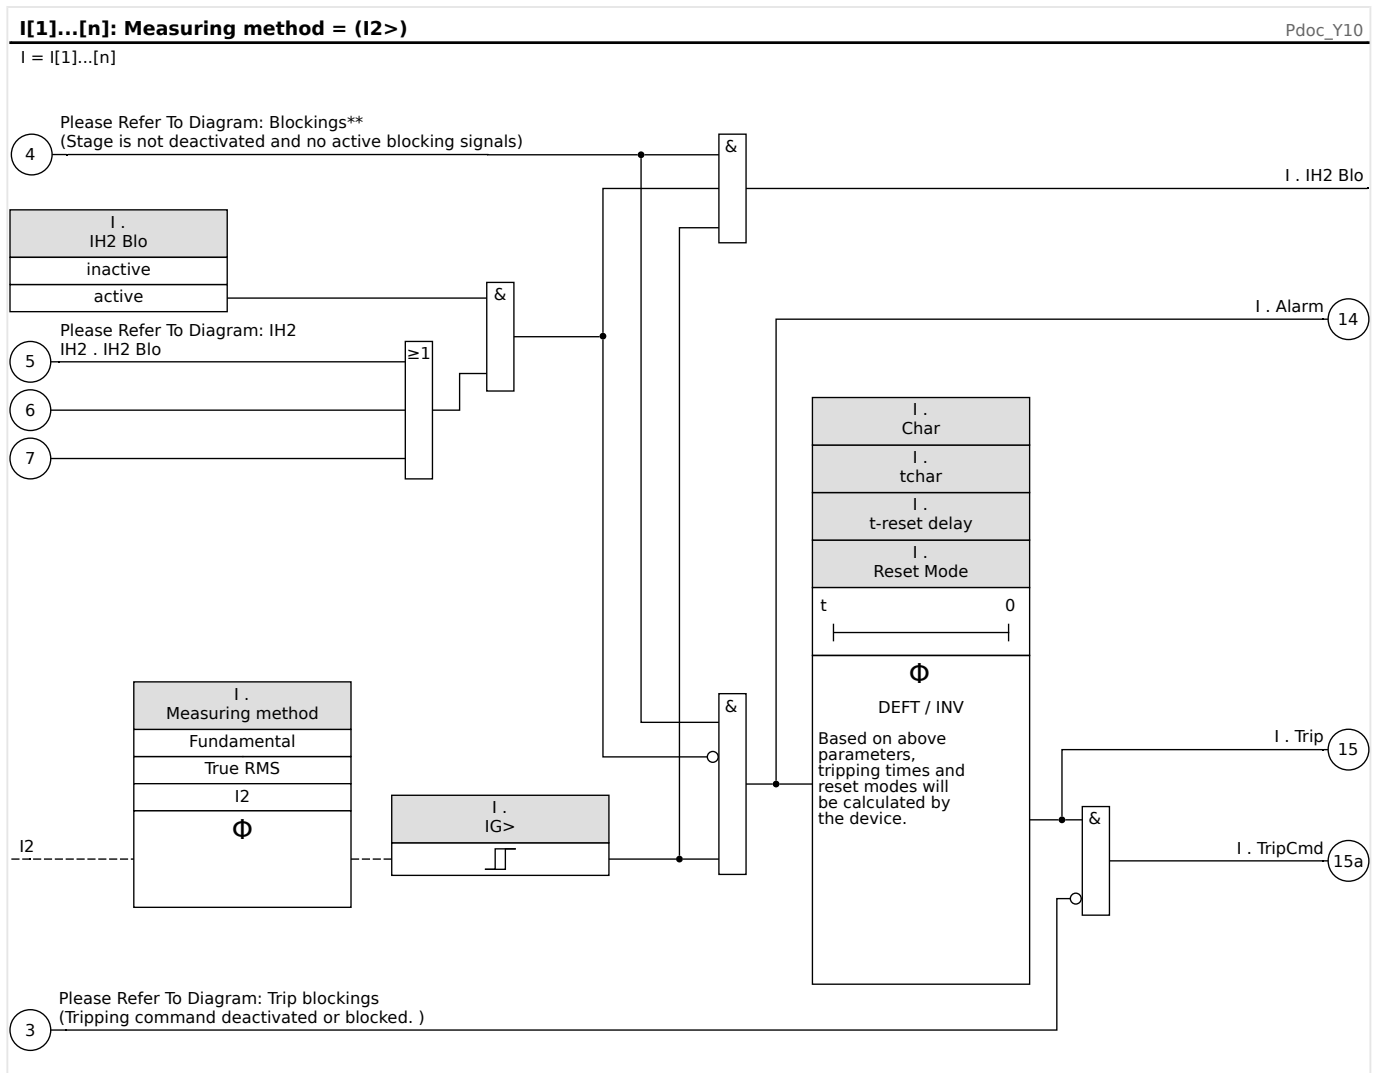 I[1]...[n]: Measuring method = (I2>)
Pdoc_Y10
I = I[1]...[n]
Please Refer To Diagram: Blockings**
(Stage is not deactivated and no active blocking signals)
4
&
I . IH2 Blo
I .
IH2 Blo
inactive
active
&
I . Alarm
14
Please Refer To Diagram: IH2
IH2 . IH2 Blo
5
≥1
6
7
I .
Char
I .
tchar
I .
t-reset delay
I .
Reset Mode
t 0
Φ
DEFT / INV
Based on above
parameters,
tripping times and
reset modes will
be calculated by
the device.
I .
Measuring method
Fundamental
True RMS
I2
Φ
I2
I .
IG>
&
I . Trip
15
&
I . TripCmd
15a
Please Refer To Diagram: Trip blockings
(Tripping command deactivated or blocked. )
3